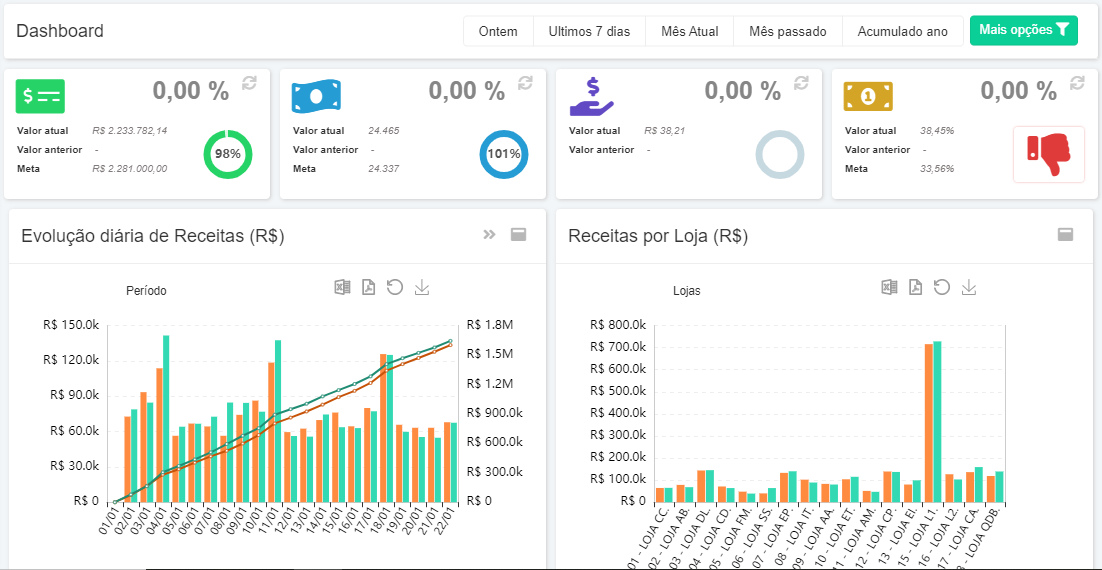 Dashboard
Ontem
Ultimos 7 dias
Mês Atual
Mês passado
Acumulado ano
Mais opções
0,00 %
Valor atual R$ 2.233.782,14
Valor anterior -
Meta R$ 2.281.000,00
98%
0,00 %
Valor atual 24.465
Valor anterior -
Meta 24.337
101%
0,00 %
Valor atual R$ 38,21
Valor anterior -
0,00 %
Valor atual 38,45%
Valor anterior -
Meta 33,56%
Evolução diária de Receitas (R$)
Período
R$ 150.0k
R$ 120.0k
R$ 90.0k
R$ 60.0k
R$ 30.0k
R$ 0
R$ 1.8M
R$ 1.5M
R$ 1.2M
R$ 900.0k
R$ 600.0k
R$ 300.0k
R$ 0
01/01
02/01
03/01
04/01
05/01
06/01
07/01
08/01
09/01
10/01
11/01
12/01
13/01
14/01
15/01
16/01
17/01
18/01
19/01
20/01
21/01
22/01
Receitas por Loja (R$)
Lojas
R$ 800.0k
R$ 700.0k
R$ 600.0k
R$ 500.0k
R$ 400.0k
R$ 300.0k
R$ 200.0k
R$ 100.0k
R$ 0
01 - LOJA CC.
02 - LOJA AB.
03 - LOJA DL.
04 - LOJA CD.
05 - LOJA FM.
06 - LOJA SS.
07 - LOJA EP.
08 - LOJA IT.
09 - LOJA AA.
10 - LOJA ET.
11 - LOJA AM.
12 - LOJA CP.
13 - LOJA EI.
15 - LOJA L1.
16 - LOJA L2.
17 - LOJA CA.
- LOJA QDB.